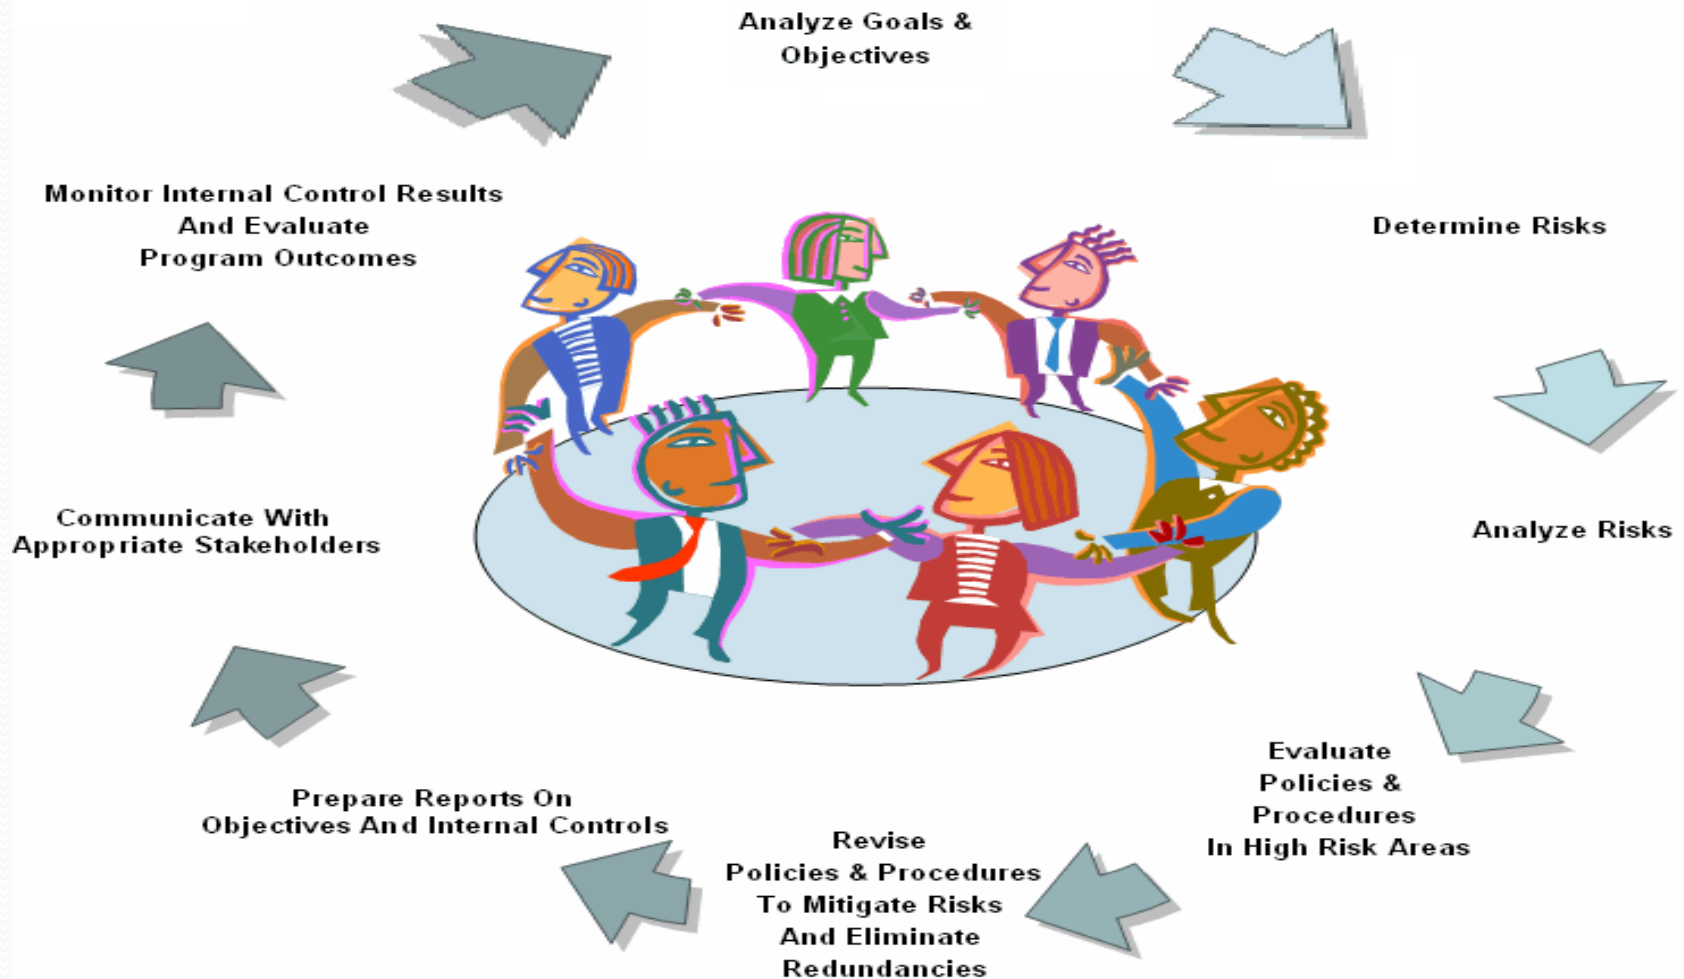 Analyze Goals &
Objectives
Determine Risks
Analyze Risks
Evaluate
Policies &
Procedures
In High Risk Areas
Revise
Policies & Procedures
To Mitigate Risks
And Eliminate
Redundancies
Prepare Reports On
Objectives And Internal Controls
Communicate With
Appropriate Stakeholders
Monitor Internal Control Results
And Evaluate
Program Outcomes